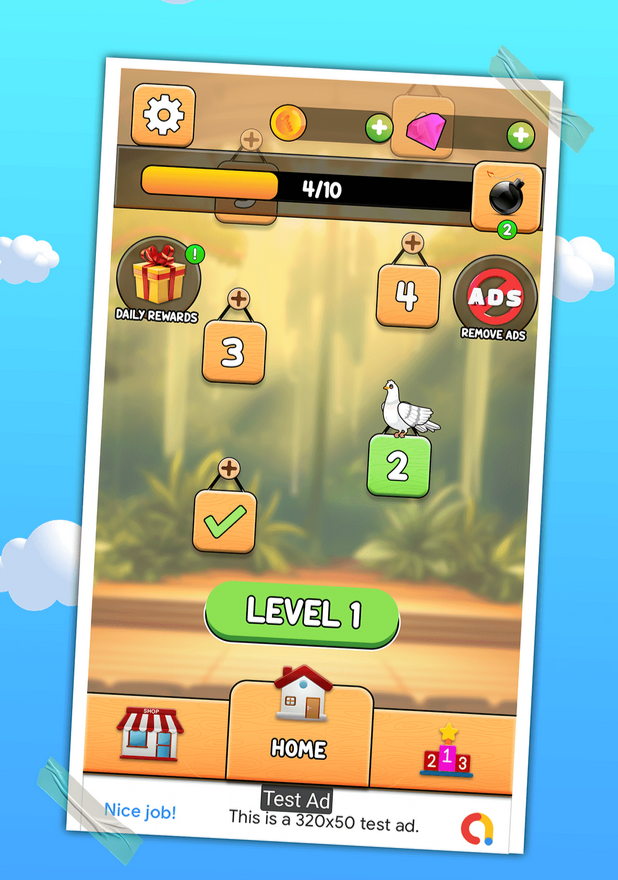 4/10
2
!
DAILY REWARDS
4
ADS
REMOVE ADS
3
2
LEVEL 1
SHOP
HOME
2 1 3
Nice job!
Test Ad
This is a 320x50 test ad.